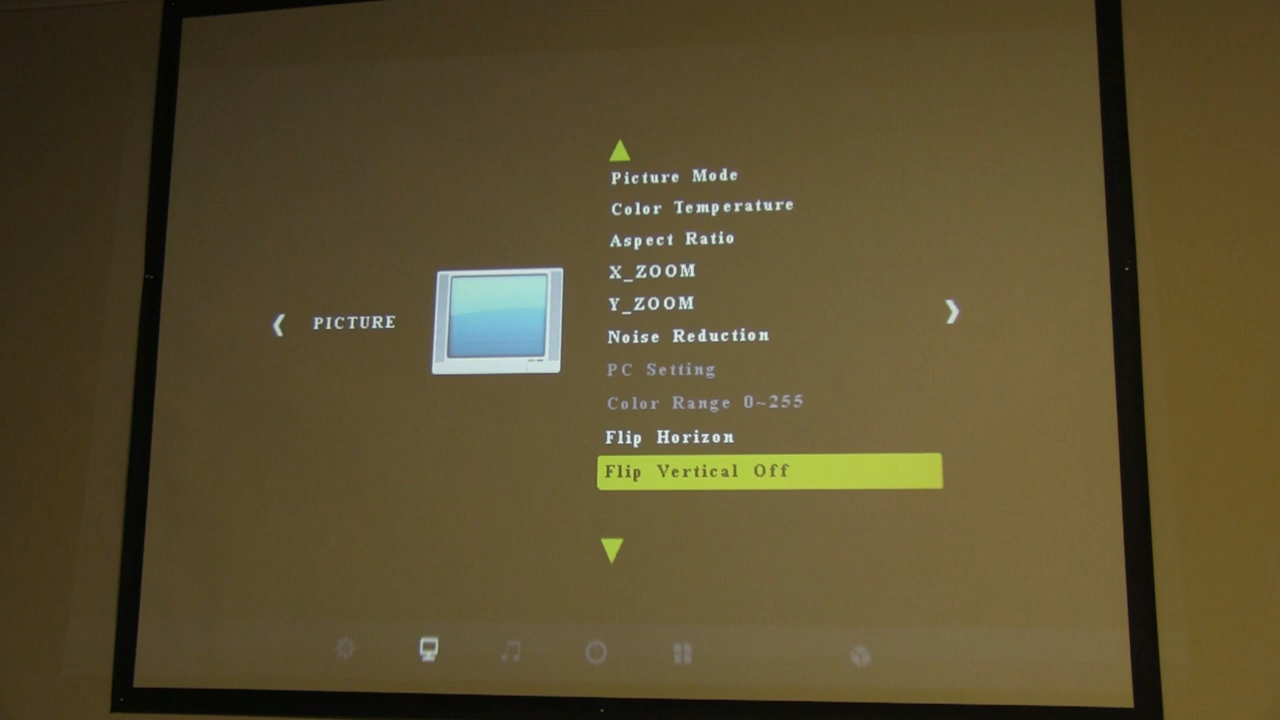 Picture Mode
Color Temperature
Aspect Ratio
X_ZOOM
Y_ZOOM
PICTURE
Noise Reduction
PC Setting
Color Range 0~255
Flip Horizon
Flip Vertical Off